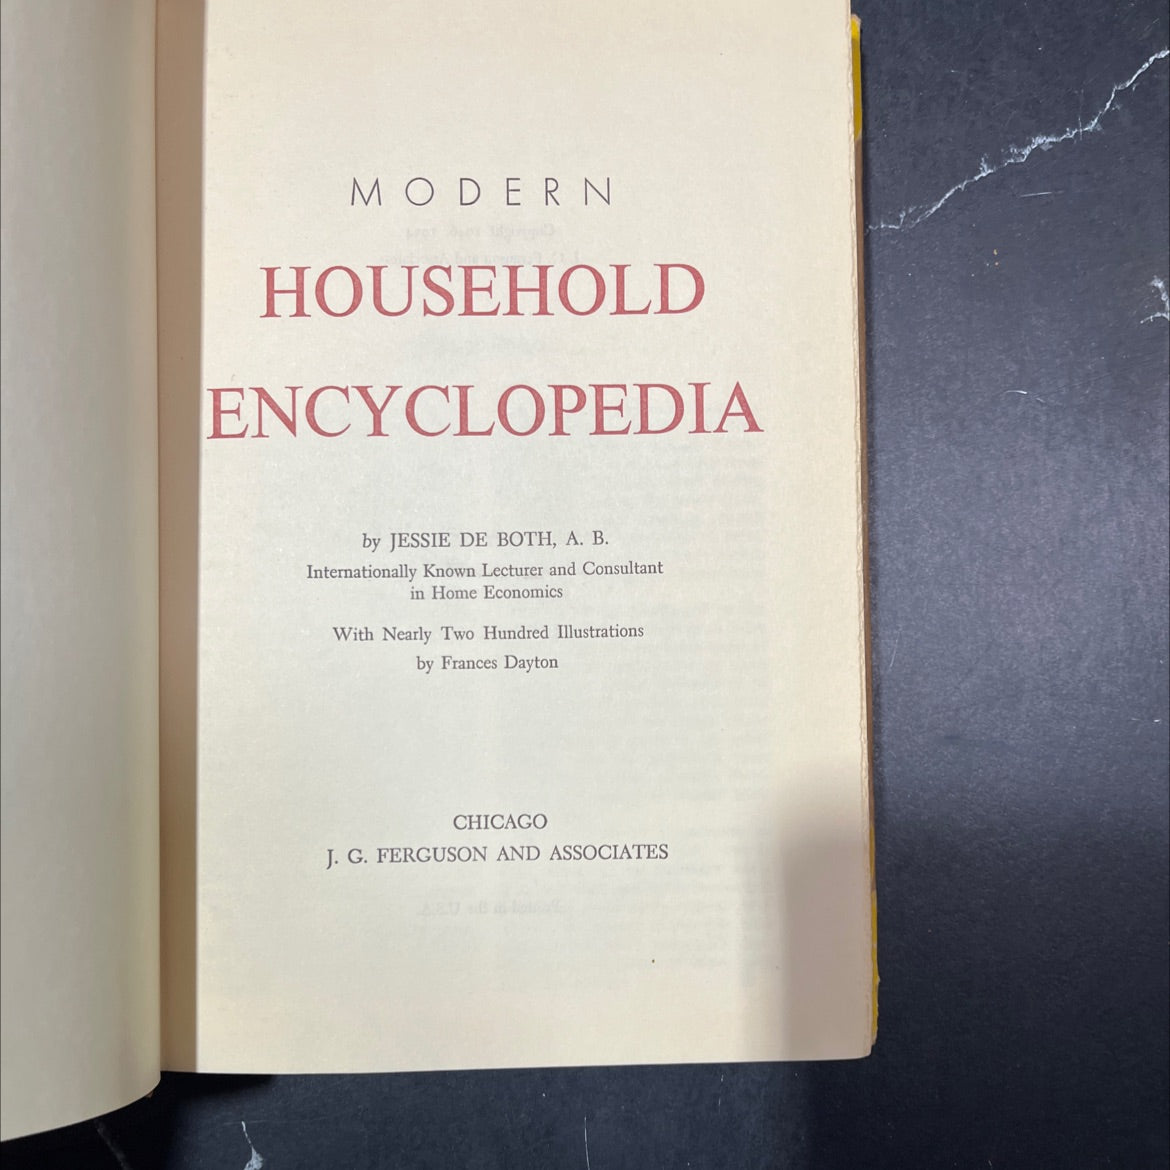 MODERN
HOUSEHOLD
ENCYCLOPEDIA
by JESSIE DE BOTH, A. B.
Internationally Known Lecturer and Consultant
in Home Economics
With Nearly Two Hundred Illustrations
by Frances Dayton
CHICAGO
J. G. FERGUSON AND ASSOCIATES